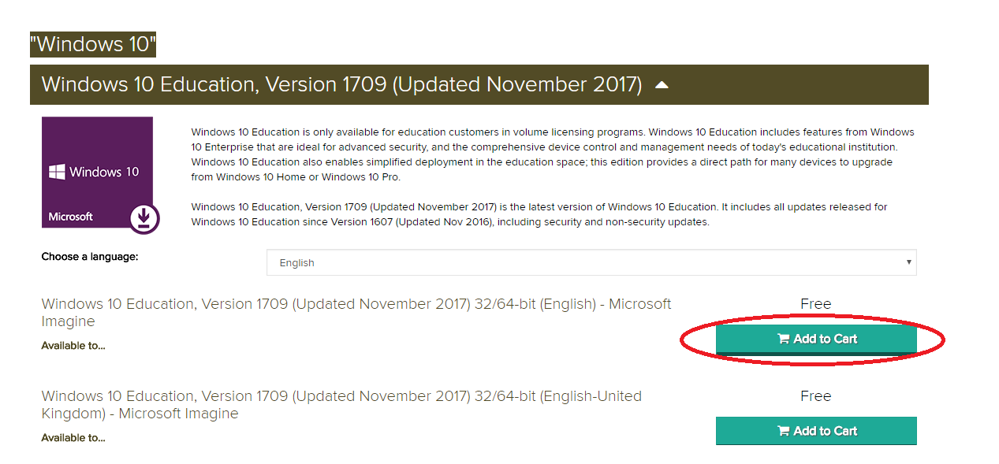 "Windows 10"
Windows 10 Education, Version 1709 (Updated November 2017)
Windows 10 Education is only available for education customers in volume licensing programs. Windows 10 Education includes features from Windows
10 Enterprise that are ideal for advanced security, and the comprehensive device control and management needs of today's educational institution.
Windows 10 Education also enables simplified deployment in the education space; this edition provides a direct path for many devices to upgrade
from Windows 10 Home or Windows 10 Pro.
Windows 10
Microsoft
Windows 10 Education, Version 1709 (Updated November 2017) is the latest version of Windows 10 Education. It includes all updates released for
Windows 10 Education since Version 1607 (Updated Nov 2016), including security and non-security updates.
Choose a language:
English
Windows 10 Education, Version 1709 (Updated November 2017) 32/64-bit (English) - Microsoft
Imagine
Free
Available to...
Add to Cart
Windows 10 Education, Version 1709 (Updated November 2017) 32/64-bit (English-United
Kingdom) - Microsoft Imagine
Free
Available to...
Add to Cart